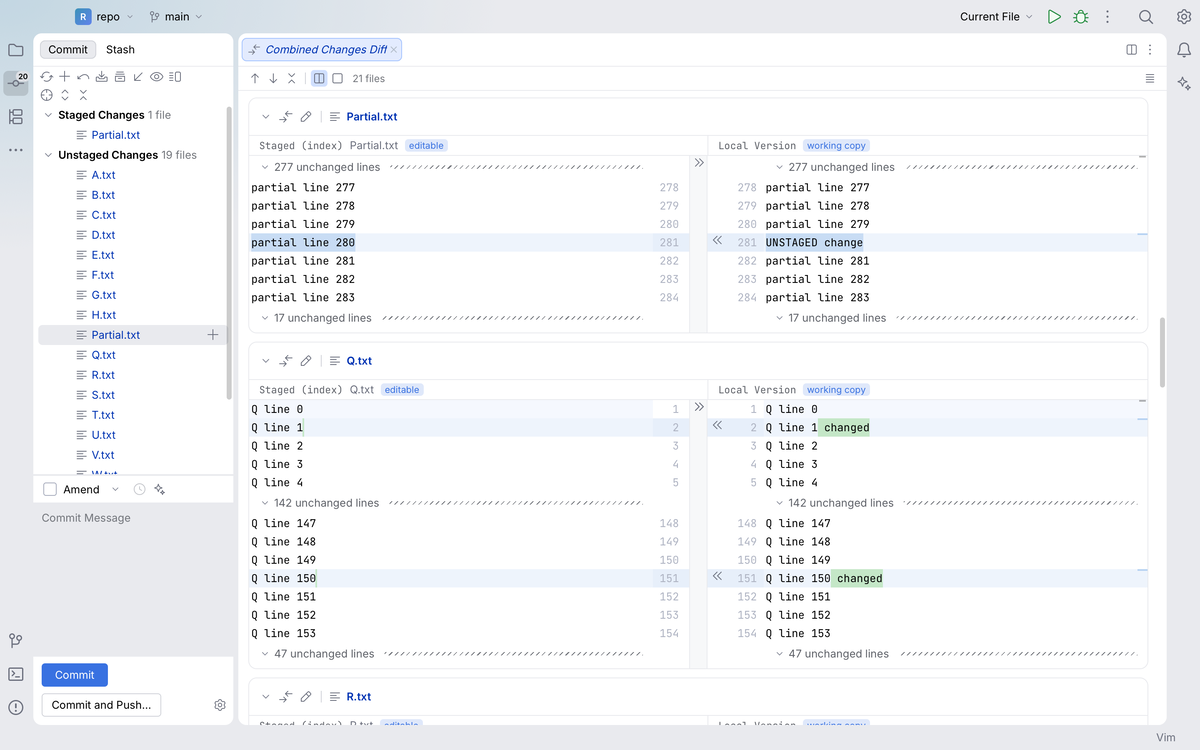 R repo main Current File
20
Commit Stash
Staged Changes 1 file
Partial.txt
Unstaged Changes 19 files
A.txt
B.txt
C.txt
D.txt
E.txt
F.txt
G.txt
H.txt
Partial.txt
Q.txt
R.txt
S.txt
T.txt
U.txt
V.txt
W.txt
Amend
Commit Message
Commit
Commit and Push...
Combined Changes Diff
21 files
Partial.txt
Staged (index) Partial.txt editable Local Version working copy
277 unchanged lines 277 unchanged lines
partial line 277 278 278 partial line 277
partial line 278 279 279 partial line 278
partial line 279 280 280 partial line 279
partial line 280 281 281 UNSTAGED change
partial line 281 282 282 partial line 281
partial line 282 283 283 partial line 282
partial line 283 284 284 partial line 283
17 unchanged lines 17 unchanged lines
Q.txt
Staged (index) Q.txt editable Local Version working copy
Q line 0 1 1 Q line 0
Q line 1 2 2 Q line 1 changed
Q line 2 3 3 Q line 2
Q line 3 4 4 Q line 3
Q line 4 5 5 Q line 4
142 unchanged lines 142 unchanged lines
Q line 147 148 148 Q line 147
Q line 148 149 149 Q line 148
Q line 149 150 150 Q line 149
Q line 150 151 151 Q line 150 changed
Q line 151 152 152 Q line 151
Q line 152 153 153 Q line 152
Q line 153 154 154 Q line 153
47 unchanged lines 47 unchanged lines
R.txt
Staged (index) R.txt editable Local Version working copy
Vim